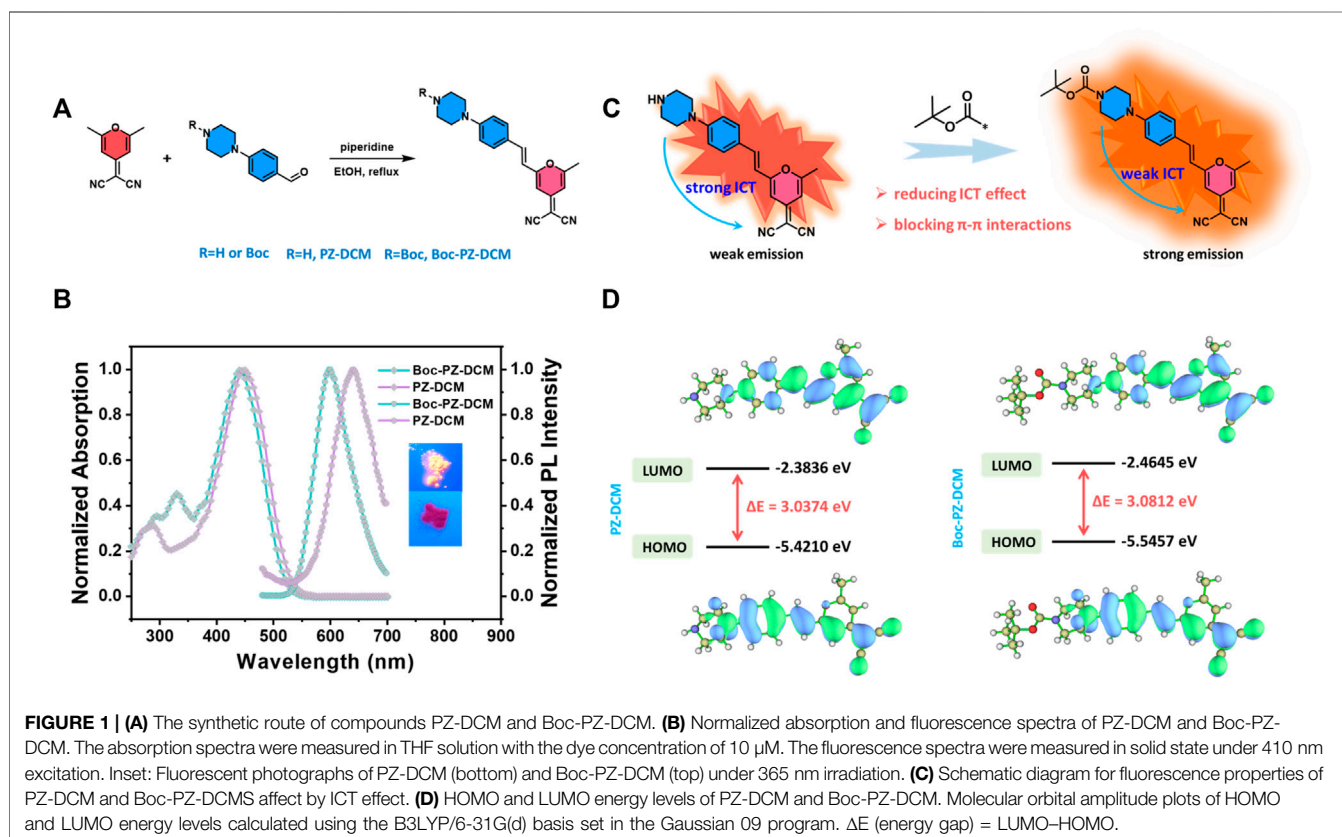 A
R
N
N
O
NC CN
+
R
N
N
O
piperidine
EtOH, reflux
R
N
N
O
NC CN
R=H or Boc R=H, PZ-DCM R=Boc, Boc-PZ-DCM
C
HN
N
O
strong ICT
NC CN
weak emission
O
O
*
➢ reducing ICT effect
➢ blocking π-π interactions
O
O
N
N
O
weak ICT
NC CN
strong emission
B
Normalized Absorption
1.0
0.8
0.6
0.4
0.2
0.0
Boc-PZ-DCM
PZ-DCM
Boc-PZ-DCM
PZ-DCM
1.0
0.8
0.6
0.4
0.2
0.0
Normalized PL Intensity
300 400 500 600 700 800 900
Wavelength (nm)
D
PZ-DCM
LUMO -2.3836 eV
ΔE = 3.0374 eV
HOMO -5.4210 eV
Boc-PZ-DCM
LUMO -2.4645 eV
ΔE = 3.0812 eV
HOMO -5.5457 eV
FIGURE 1 | (A) The synthetic route of compounds PZ-DCM and Boc-PZ-DCM. (B) Normalized absorption and fluorescence spectra of PZ-DCM and Boc-PZ-
DCM. The absorption spectra were measured in THF solution with the dye concentration of 10 μM. The fluorescence spectra were measured in solid state under 410 nm
excitation. Inset: Fluorescent photographs of PZ-DCM (bottom) and Boc-PZ-DCM (top) under 365 nm irradiation. (C) Schematic diagram for fluorescence properties of
PZ-DCM and Boc-PZ-DCMS affect by ICT effect. (D) HOMO and LUMO energy levels of PZ-DCM and Boc-PZ-DCM. Molecular orbital amplitude plots of HOMO
and LUMO energy levels calculated using the B3LYP/6-31G(d) basis set in the Gaussian 09 program. ΔE (energy gap) = LUMO–HOMO.